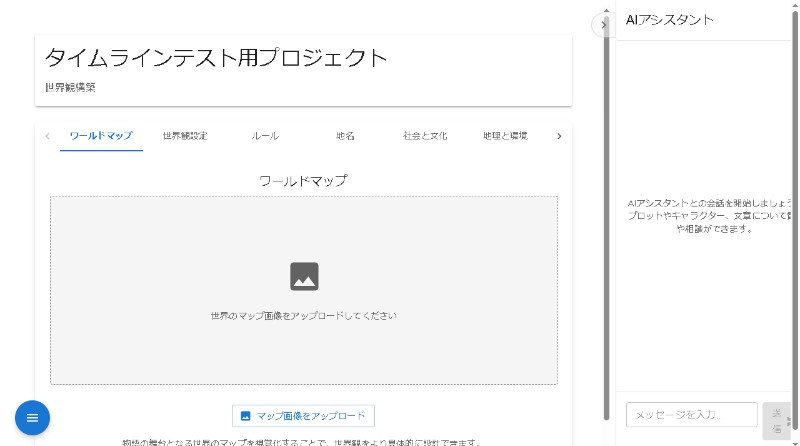 タイムラインテスト用プロジェクト
世界観構築
ワールドマップ
世界観設定
ルール
地名
社会と文化
地理と環境
ワールドマップ
世界のマップ画像をアップロードしてください
マップ画像をアップロード
物語の舞台となる世界のマップを視覚化することで、世界観をより具体的に設計できます。
AIアシスタント
AIアシスタントとの会話を開始しましょう
プロットやキャラクター、文章について
や相談ができます。
メッセージを入力...
送
信